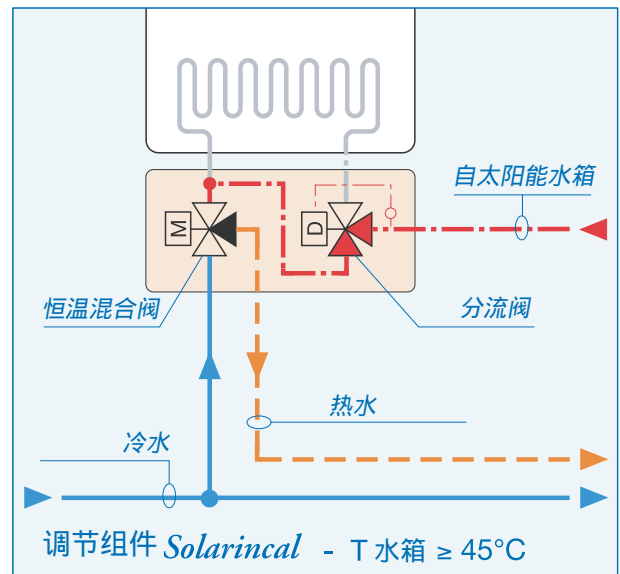 自太阳能水箱
M
D
恒温混合阀
分流阀
热水
冷水
调节组件 Solarincal - T 水箱 ≥ 45°C